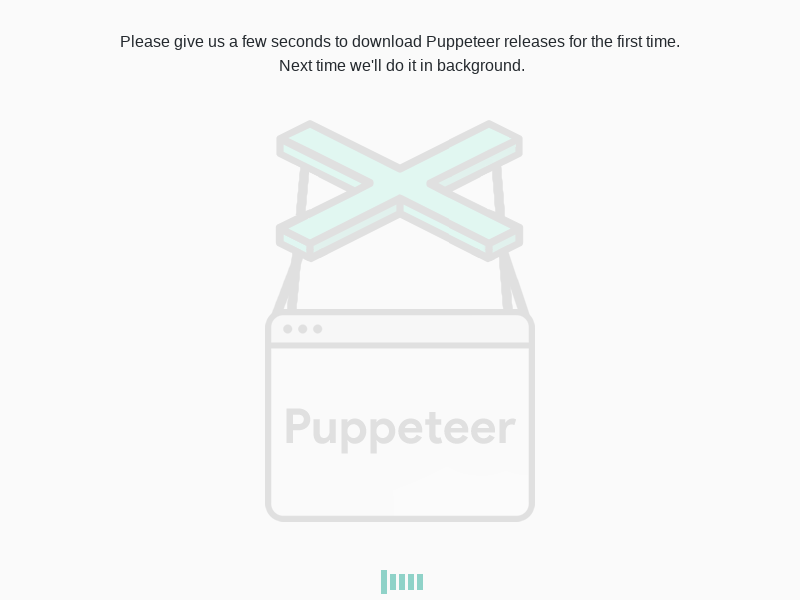 Please give us a few seconds to download Puppeteer releases for the first time.
Next time we'll do it in background.
Puppeteer